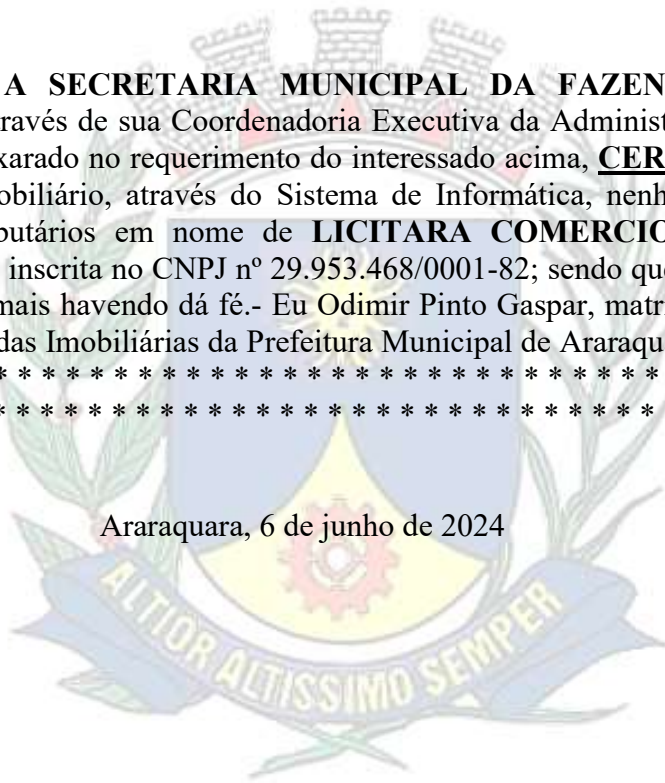 A SECRETARIA MUNICIPAL DA FAZEN
ravés de sua Coordenadoria Executiva da Administ
xarado no requerimento do interessado acima, CER
obiliário, através do Sistema de Informática, nenh
butários em nome de LICITARA COMERCIO
inscrita no CNPJ nº 29.953.468/0001-82; sendo que
mais havendo dá fé.- Eu Odimir Pinto Gaspar, matri
das Imobiliárias da Prefeitura Municipal de Araraqu
* * * * * * * * * * * * * * * * * * * * * * * * * * * *
* * * * * * * * * * * * * * * * * * * * * * * * * * * *
Araraquara, 6 de junho de 2024
ALTIOR ALTISSIMO SEMPER